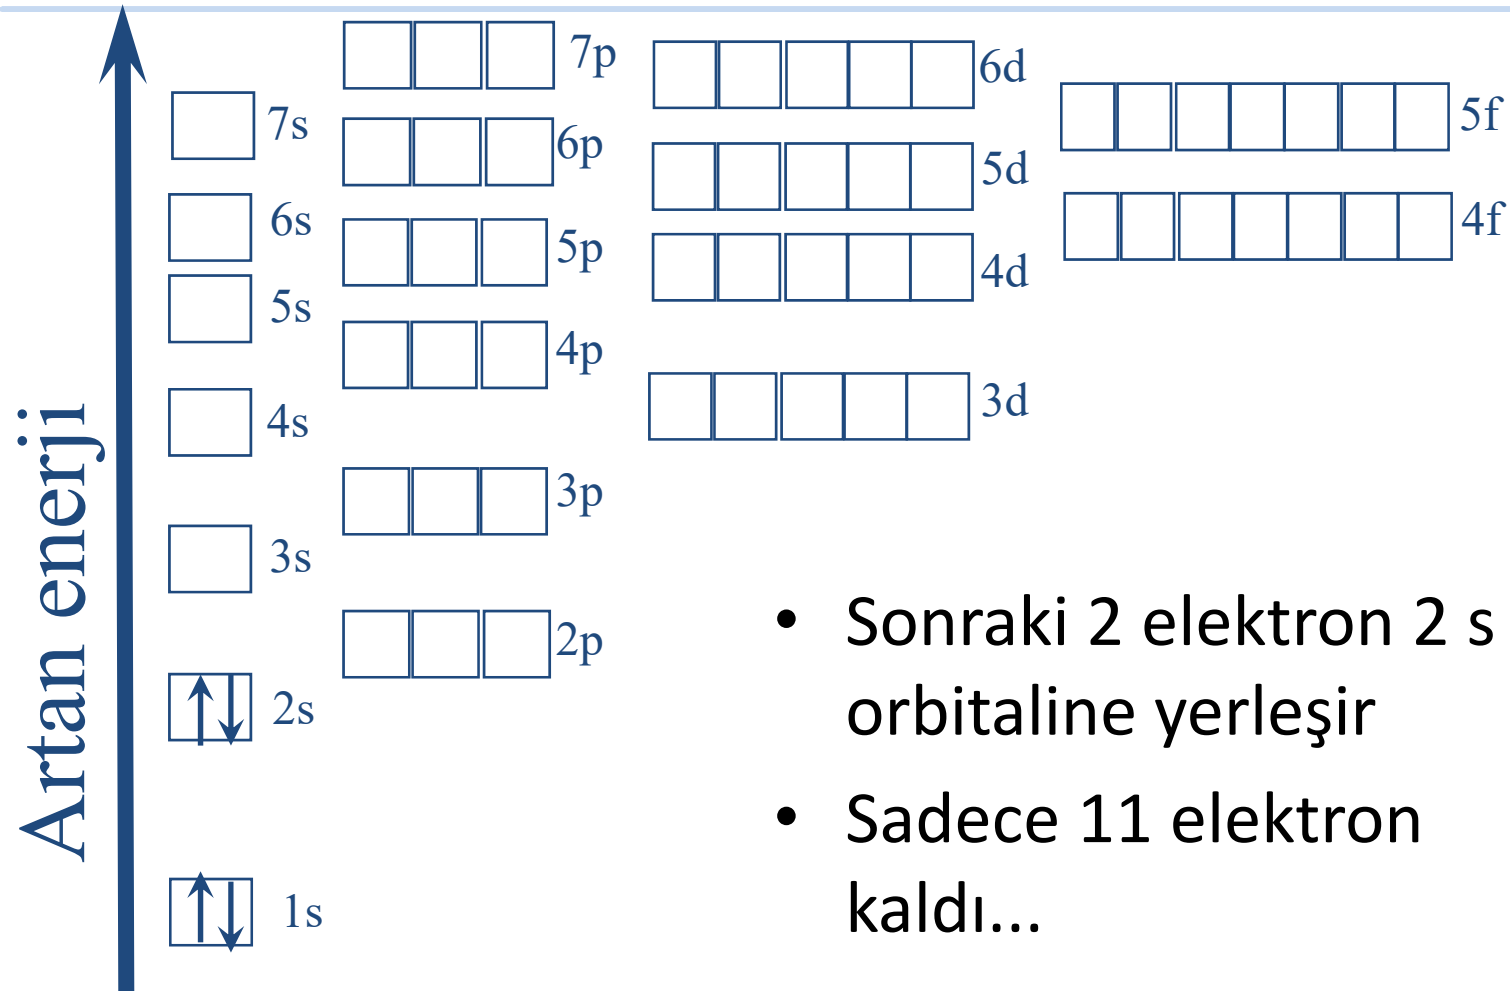 7p
6d
7s
5f
6p
5d
6s
4f
5p
4d
5s
4p
3d
4s
3p
3s
2p
2s
1s
Artan enerji
• Sonraki 2 elektron 2 s
orbitaline yerleşir
• Sadece 11 elektron
kaldı...